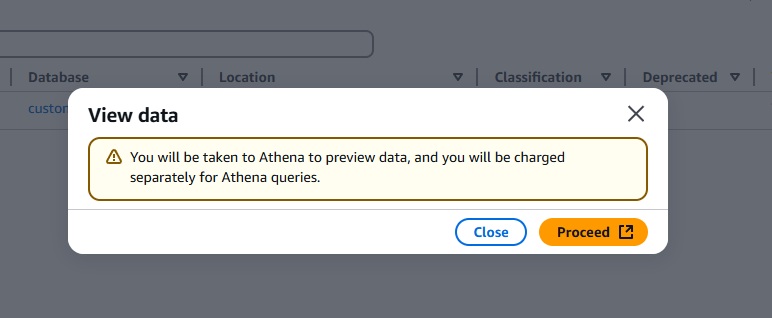 Database Location Classification Deprecated
View data
You will be taken to Athena to preview data, and you will be charged
separately for Athena queries.
Close Proceed